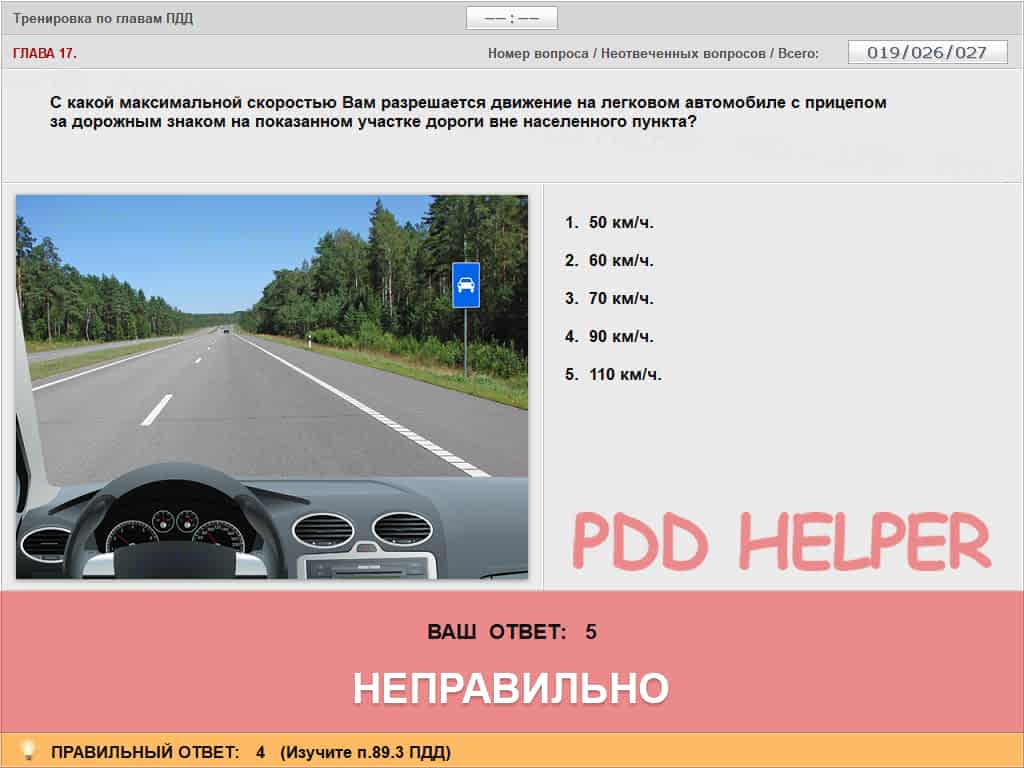 Тренировка по главам ПДД
—— : ——
ГЛАВА 17.
Номер вопроса / Неотвеченных вопросов / Всего:
019/026/027
С какой максимальной скоростью Вам разрешается движение на легковом автомобиле с прицепом
за дорожным знаком на показанном участке дороги вне населенного пункта?
1. 50 км/ч.
2. 60 км/ч.
3. 70 км/ч.
4. 90 км/ч.
5. 110 км/ч.
PDD HELPER
ВАШ ОТВЕТ: 5
НЕПРАВИЛЬНО
ПРАВИЛЬНЫЙ ОТВЕТ: 4 (Изучите п.89.3 ПДД)